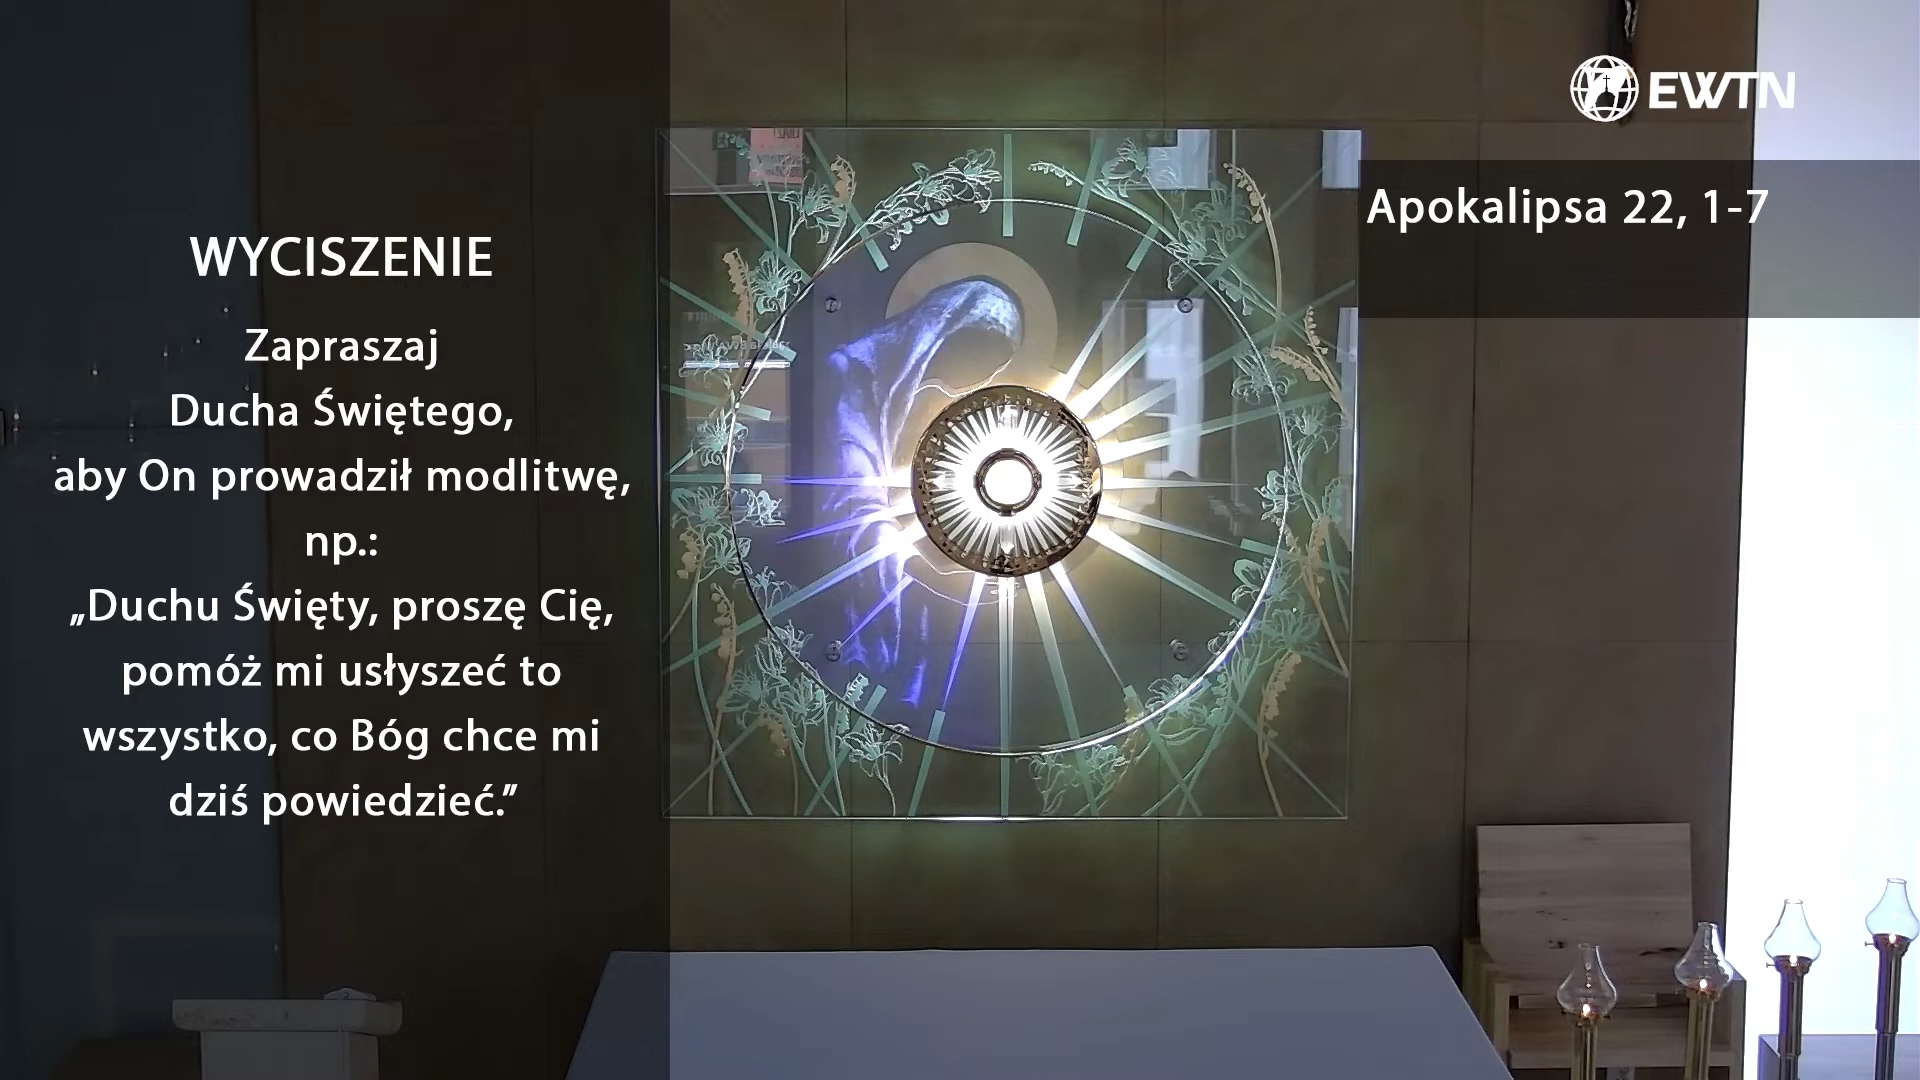 WYCISZENIE
Zapraszaj
Ducha Świętego,
aby On prowadził modlitwę,
np.:
„Duchu Święty, proszę Cię,
pomóż mi usłyszeć to
wszystko, co Bóg chce mi
dziś powiedzieć.”
EWTN
Apokalipsa 22, 1-7